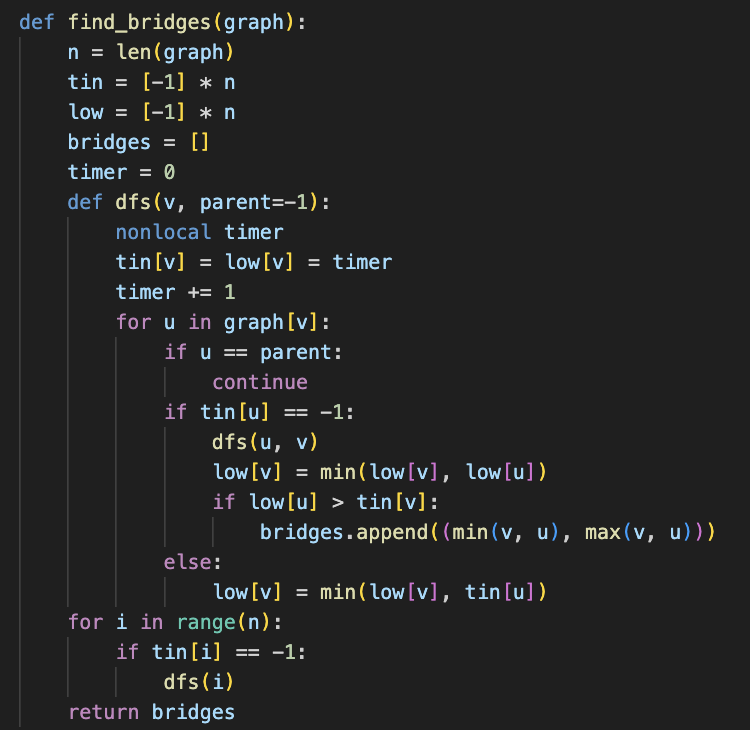 def find_bridges(graph):
    n = len(graph)
    tin = [-1] * n
    low = [-1] * n
    bridges = []
    timer = 0
    def dfs(v, parent=-1):
        nonlocal timer
        tin[v] = low[v] = timer
        timer += 1
        for u in graph[v]:
            if u == parent:
                continue
            if tin[u] == -1:
                dfs(u, v)
                low[v] = min(low[v], low[u])
                if low[u] > tin[v]:
                    bridges.append((min(v, u), max(v, u)))
            else:
                low[v] = min(low[v], tin[u])
    for i in range(n):
        if tin[i] == -1:
            dfs(i)
    return bridges